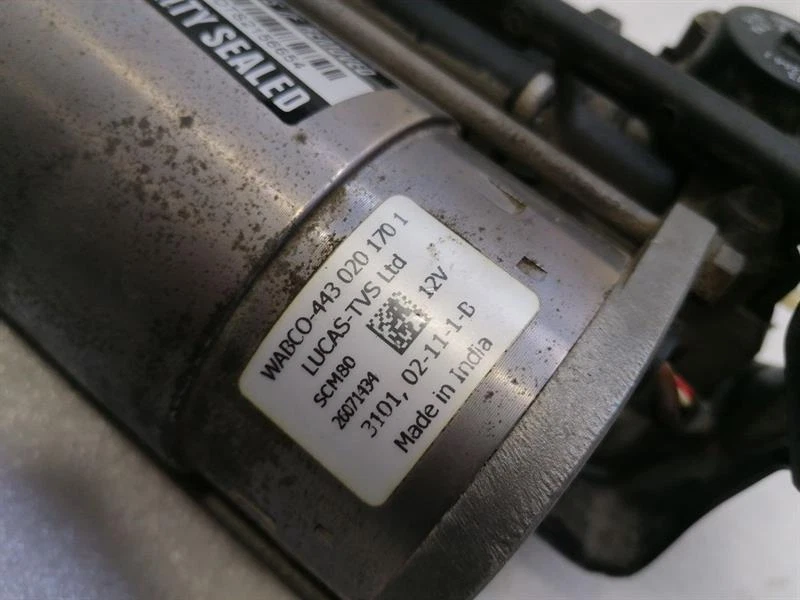 ITY SEALED
WABCO-443 020 170 1
LUCAS-TVS Ltd
SCM80
12V
26071434
3101, 02-11-1-B
Made in India